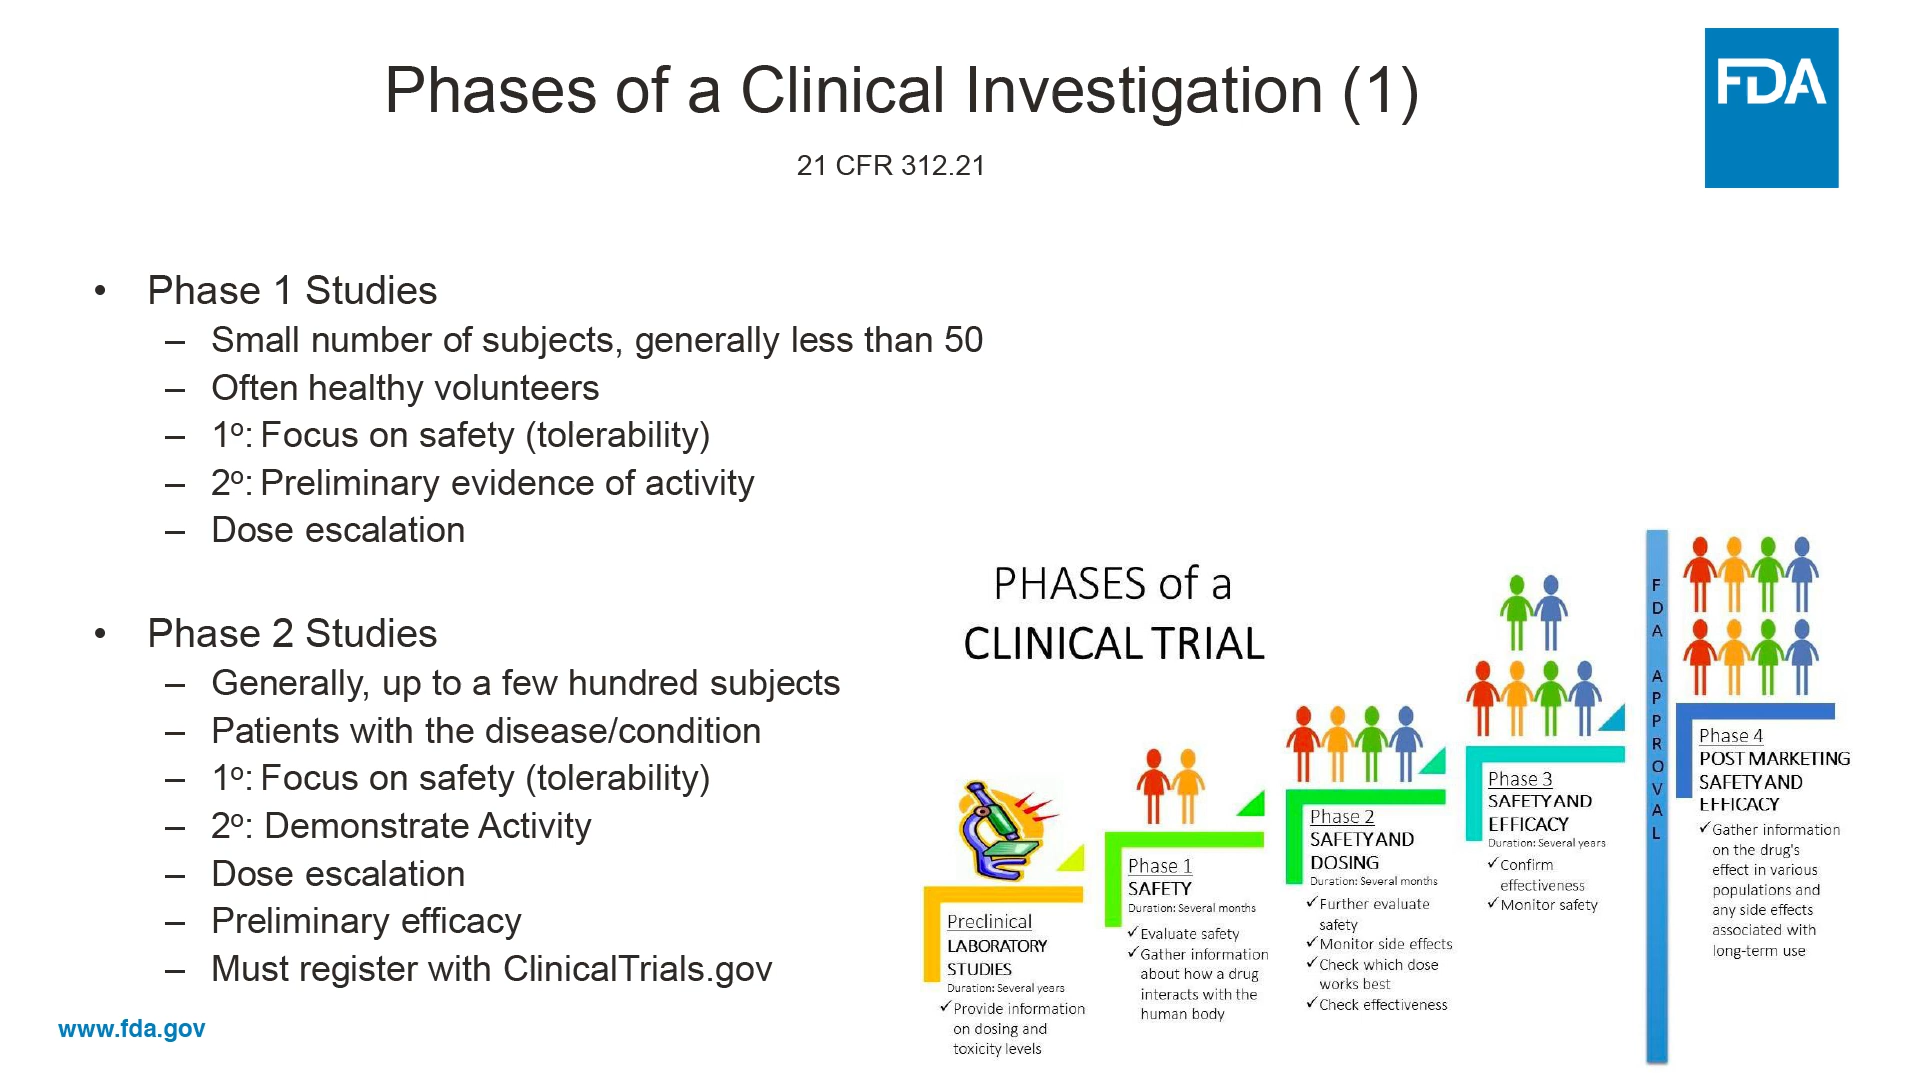 Phases of a Clinical Investigation (1)
FDA
21 CFR 312.21
• Phase 1 Studies
– Small number of subjects, generally less than 50
– Often healthy volunteers
– 1º: Focus on safety (tolerability)
– 2º: Preliminary evidence of activity
– Dose escalation
• Phase 2 Studies
– Generally, up to a few hundred subjects
– Patients with the disease/condition
– 1º: Focus on safety (tolerability)
– 2º: Demonstrate Activity
– Dose escalation
– Preliminary efficacy
– Must register with ClinicalTrials.gov
www.fda.gov
PHASES of a
CLINICAL TRIAL
Preclinical
LABORATORY
STUDIES
Duration: Several years
✓Provide information
on dosing and
toxicity levels
Phase 1
SAFETY
Duration: Several months
✓Evaluate safety
✓Gather information
about how a drug
interacts with the
human body
Phase 2
SAFETY AND
DOSING
Duration: Several months
✓Further evaluate
safety
✓Monitor side effects
✓Check which dose
works best
✓Check effectiveness
Phase 3
SAFETY AND
EFFICACY
Duration: Several years
✓Confirm
effectiveness
✓Monitor safety
FDA APPROVAL
Phase 4
POST MARKETING
SAFETY AND
EFFICACY
✓Gather information
on the drug's
effect in various
populations and
any side effects
associated with
long-term use